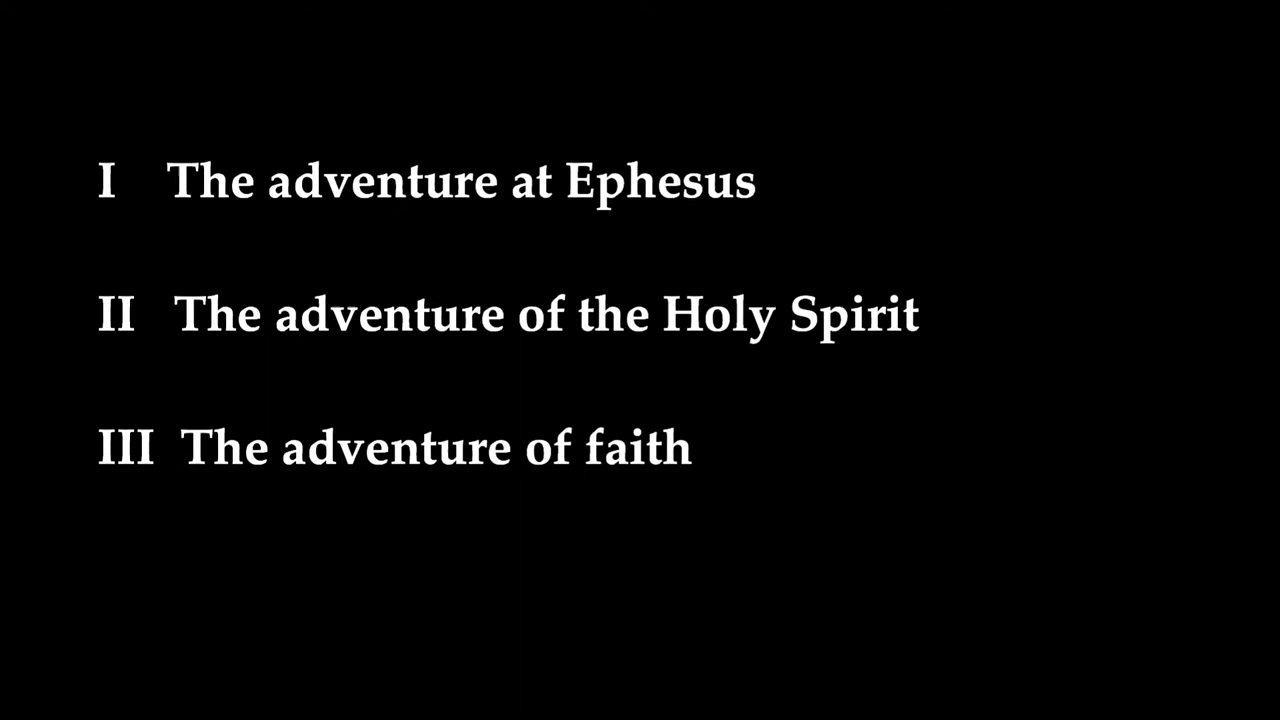 I The adventure at Ephesus
II The adventure of the Holy Spirit
III The adventure of faith